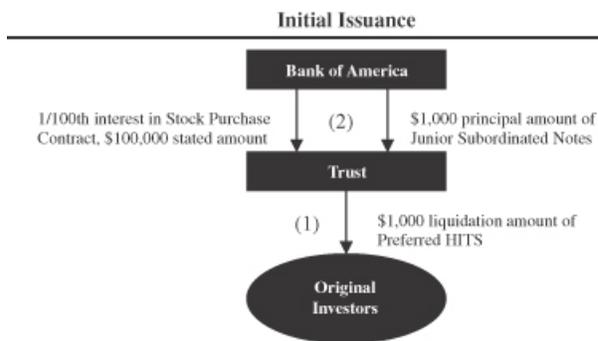 Initial Issuance
Bank of America
1/100th interest in Stock Purchase
Contract, $100,000 stated amount
(2)
$1,000 principal amount of
Junior Subordinated Notes
Trust
(1)
$1,000 liquidation amount of
Preferred HITS
Original
Investors